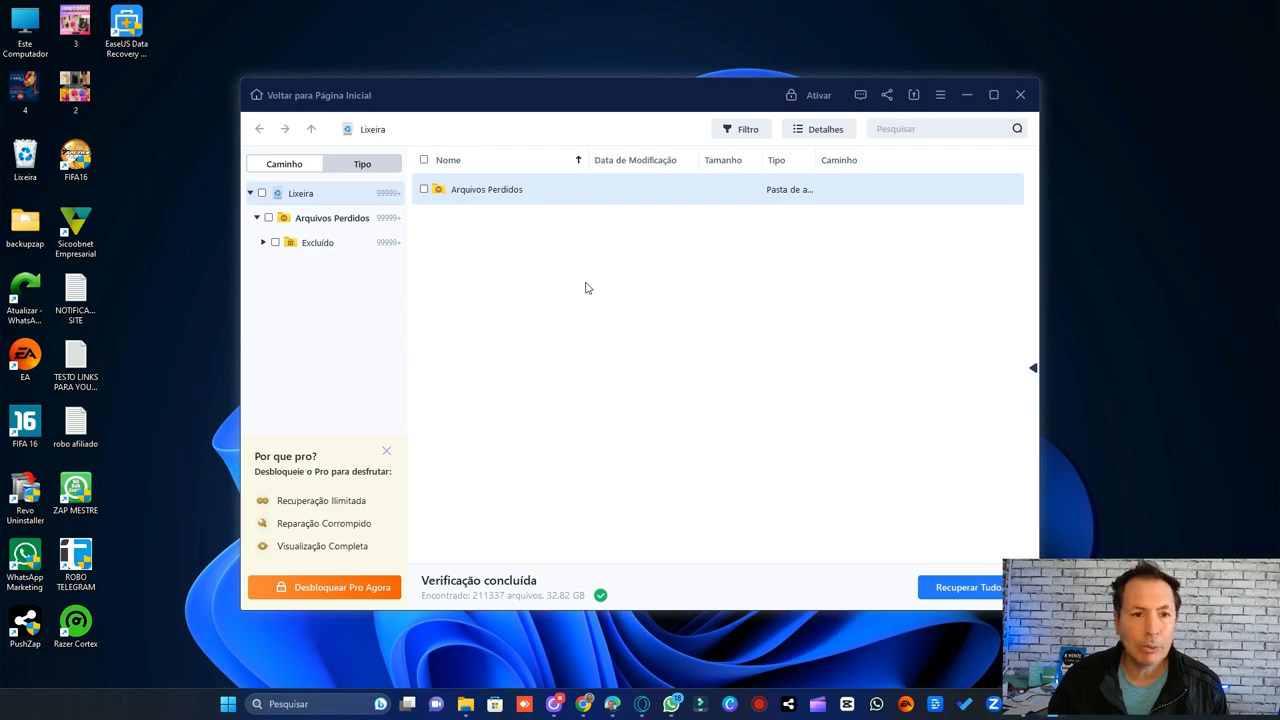 Este
Computador
3
EaseUS Data
Recovery ...
4
2
Lixeira
FIFA16
backupzap
Sicoobnet
Empresarial
Atualizar -
WhatsA...
NOTIFICA...
SITE
EA
TESTO LINKS
PARA YOU...
16
FIFA 16
robo afiliado
Revo
Uninstaller
ZAP MESTRE
WhatsApp
Marketing
ROBO
TELEGRAM
PushZap
Razer Cortex
Voltar para Página Inicial
Ativar
Lixeira
Filtro
Detalhes
Pesquisar
Caminho
Tipo
Nome
Data de Modificação
Tamanho
Tipo
Caminho
Lixeira 99999+
Arquivos Perdidos 99999+
Excluído 99999+
Arquivos Perdidos
Pasta de a...
Por que pro?
Desbloqueie o Pro para desfrutar:
Recuperação Ilimitada
Reparação Corrompido
Visualização Completa
Desbloquear Pro Agora
Verificação concluída
Encontrado: 211337 arquivos, 32.82 GB
Recuperar Tudo
Pesquisar
18
A MENTE